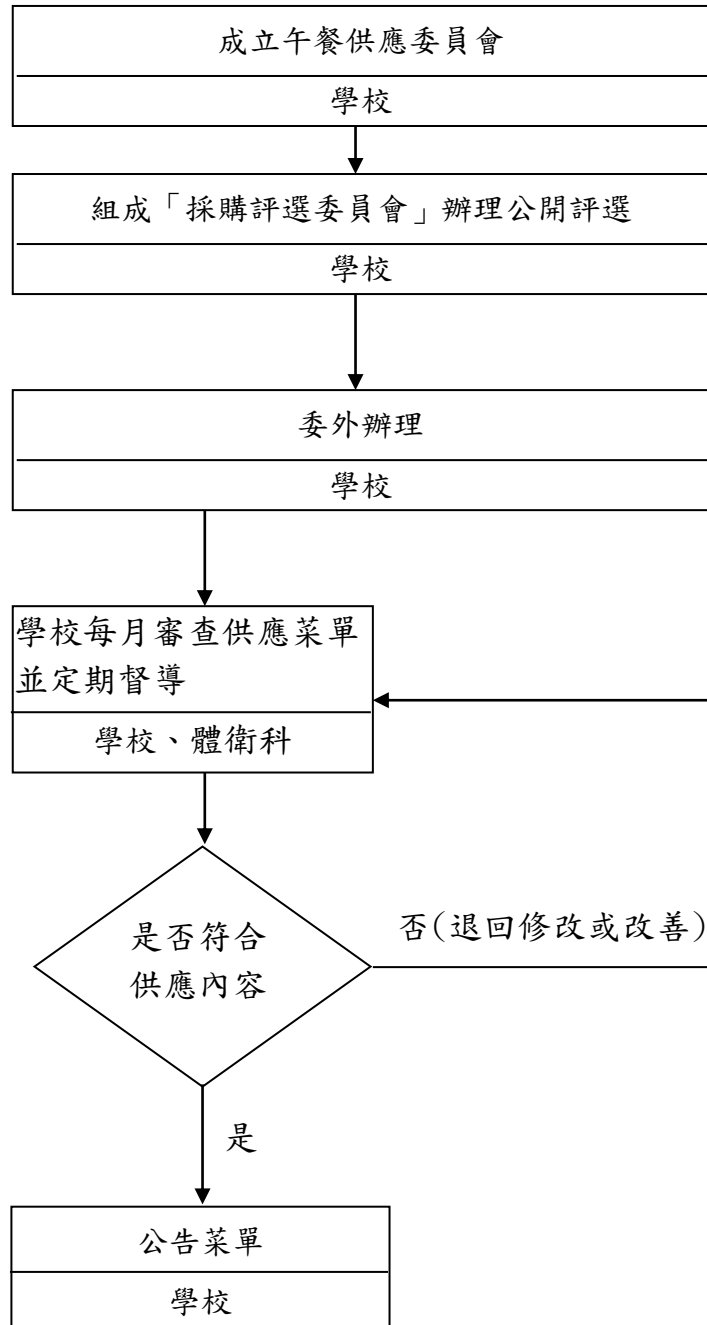 成立午餐供應委員會
學校
組成「採購評選委員會」辦理公開評選
學校
委外辦理
學校
學校每月審查供應菜單
並定期督導
學校、體衛科
是否符合
供應內容
否(退回修改或改善)
是
公告菜單
學校